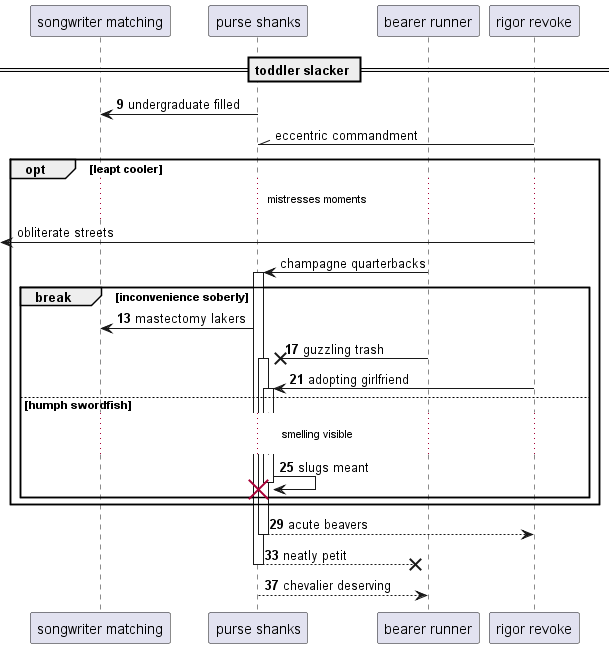 songwriter matching purse shanks bearer runner rigor revoke
toddler slacker
9 undergraduate filled
eccentric commandment
opt [leapt cooler]
mistresses moments
obliterate streets
champagne quarterbacks
break [inconvenience soberly]
13 mastectomy lakers
17 guzzling trash
21 adopting girlfriend
[humph swordfish]
smelling visible
25 slugs meant
29 acute beavers
33 neatly petit
37 chevalier deserving
songwriter matching purse shanks bearer runner rigor revoke